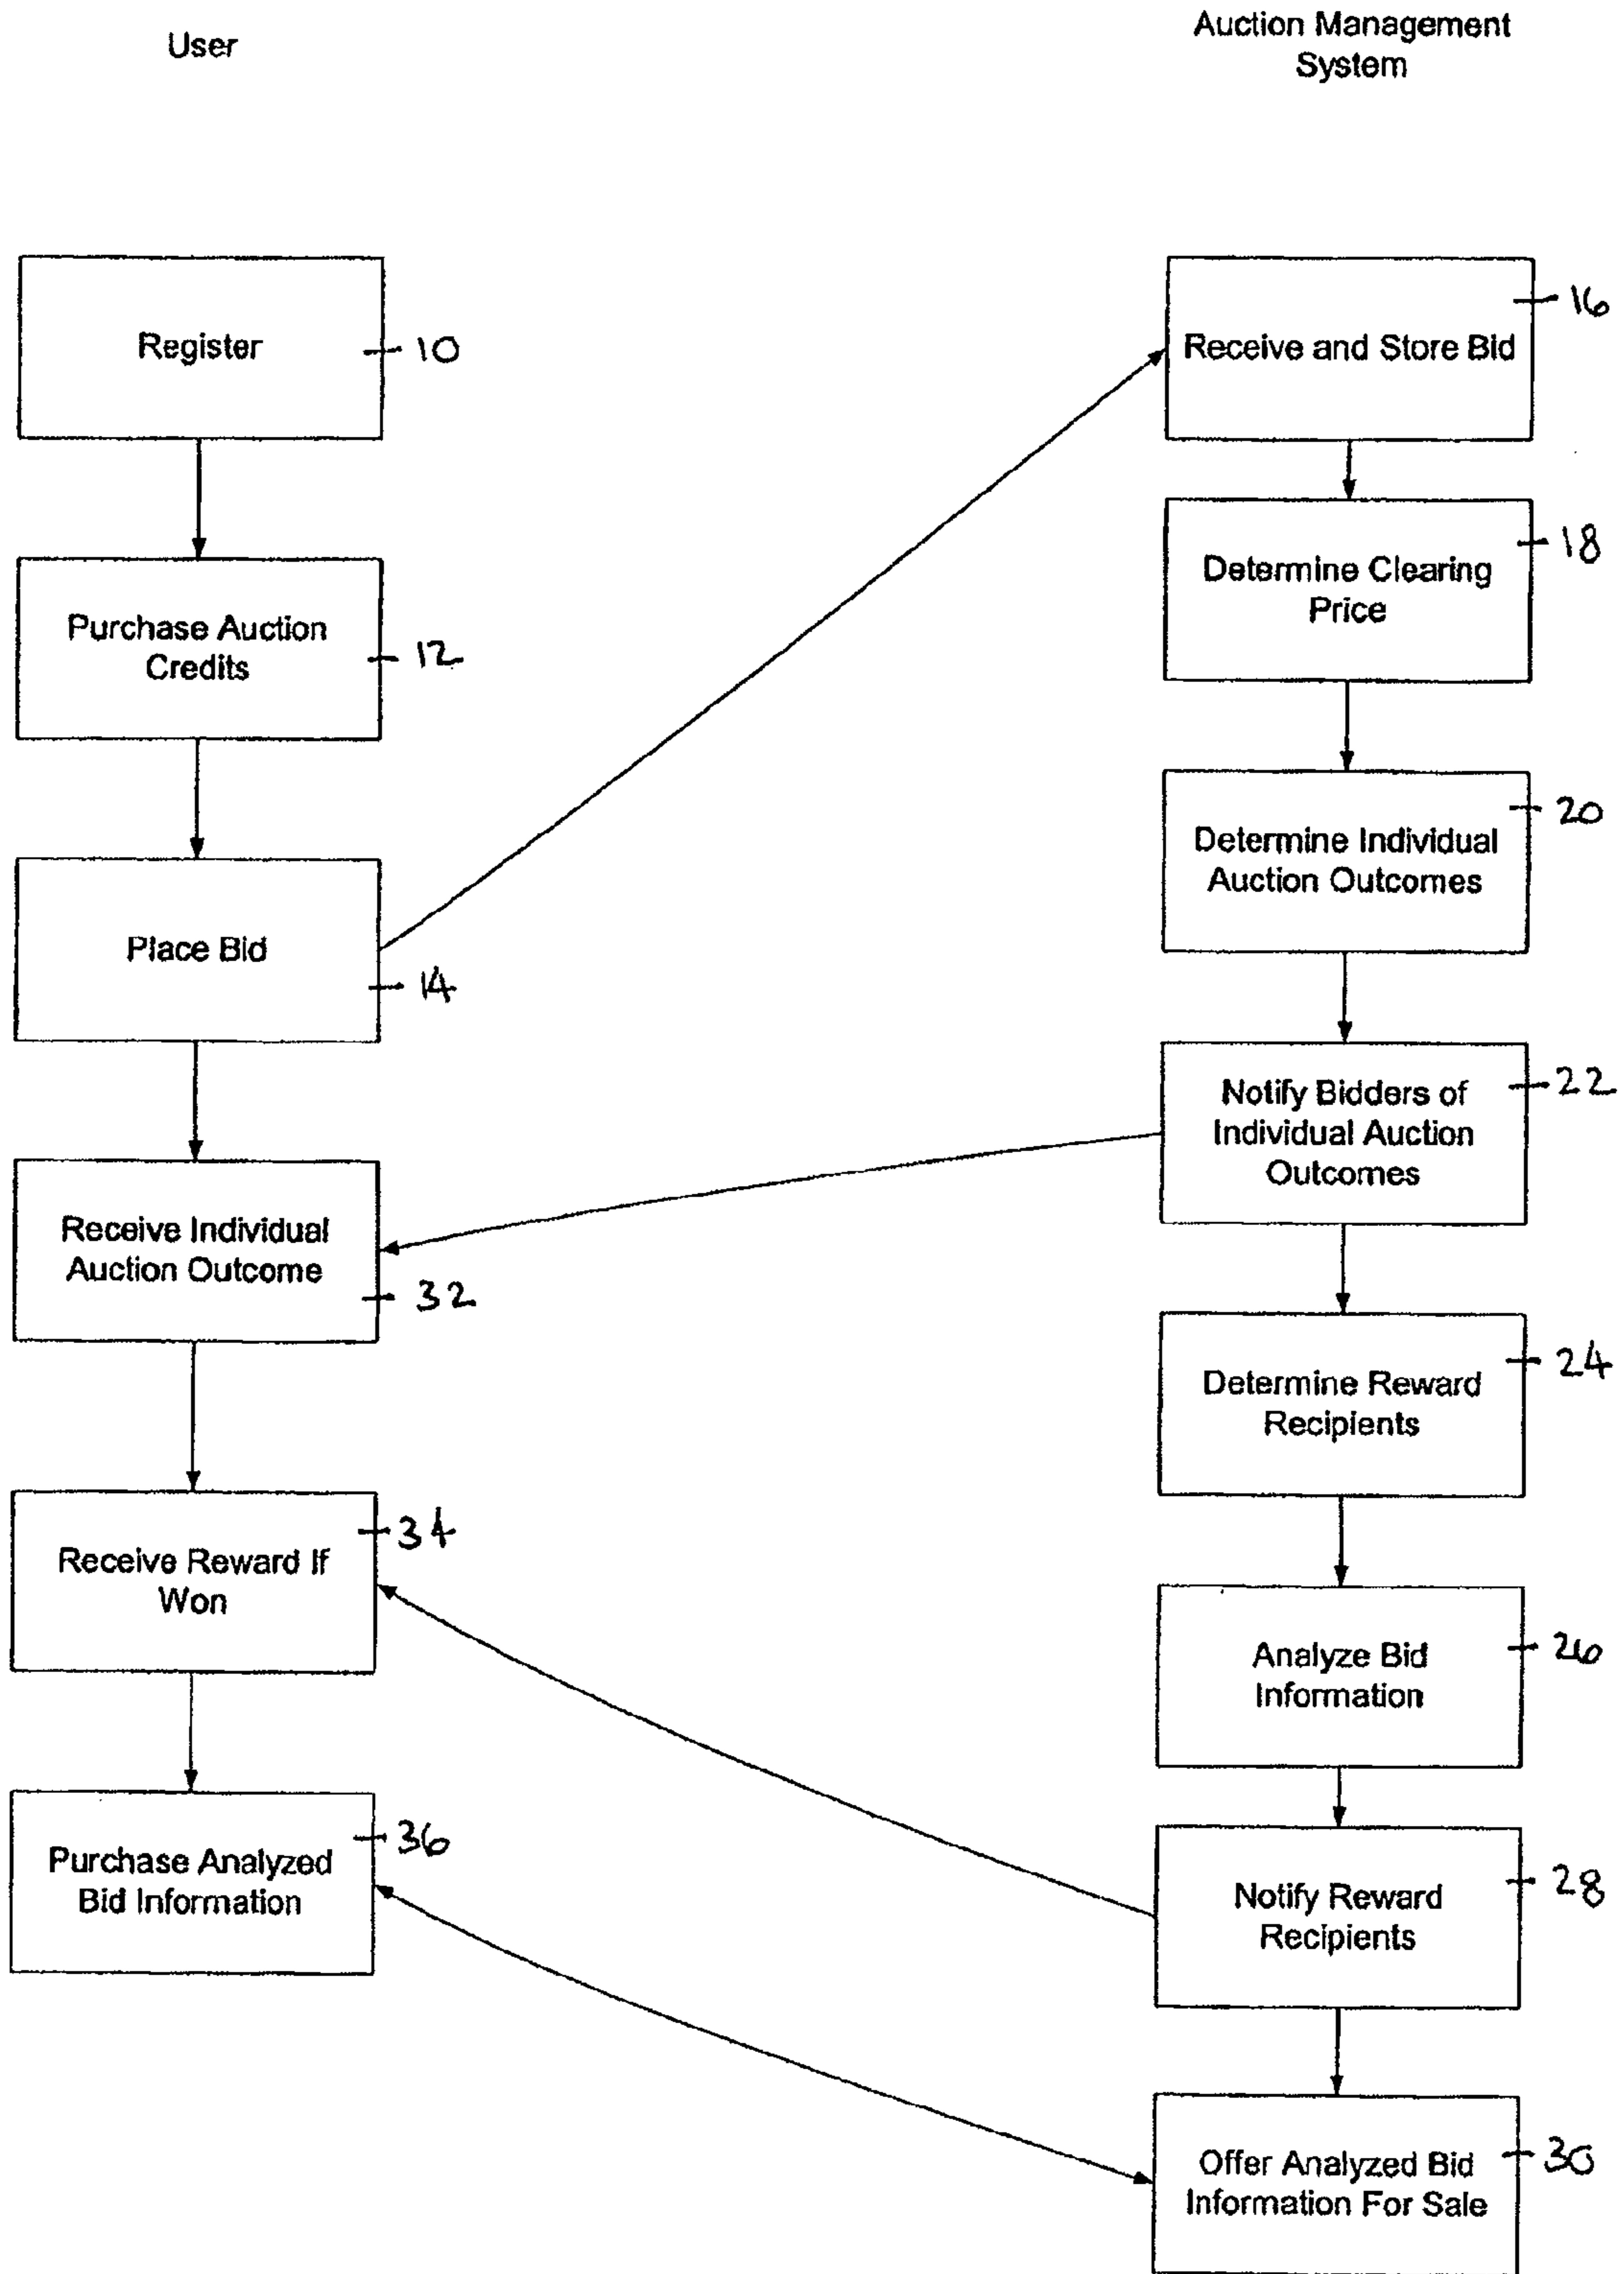 User
Auction Management
System
Register
10
Purchase Auction
Credits
12
Place Bid
14
Receive Individual
Auction Outcome
32
Receive Reward If
Won
34
Purchase Analyzed
Bid Information
36
Receive and Store Bid
16
Determine Clearing
Price
18
Determine Individual
Auction Outcomes
20
Notify Bidders of
Individual Auction
Outcomes
22
Determine Reward
Recipients
24
Analyze Bid
Information
26
Notify Reward
Recipients
28
Offer Analyzed Bid
Information For Sale
30